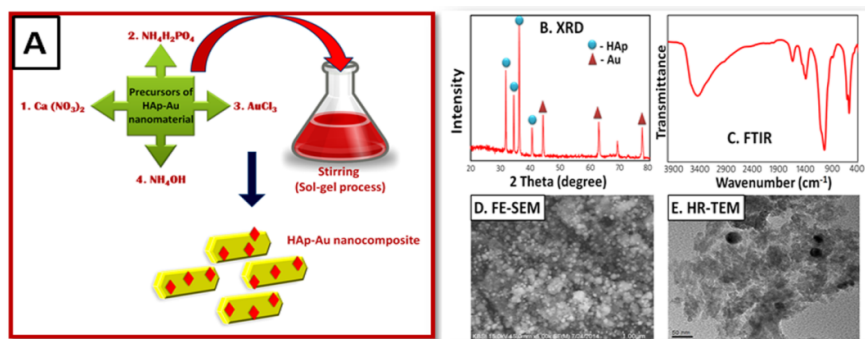 A
2. NH₄H₂PO₄
Precursors of
HAp-Au
nanomaterial
1. Ca (NO₃)₂
3. AuCl₃
4. NH₄OH
Stirring
(Sol-gel process)
HAp-Au nanocomposite
B. XRD
- HAp
- Au
Intensity
20 30 40 50 60 70 80
2 Theta (degree)
C. FTIR
Transmittance
3900 3400 2900 2400 1900 1400 900 400
Wavenumber (cm⁻¹)
D. FE-SEM
E. HR-TEM
50 nm